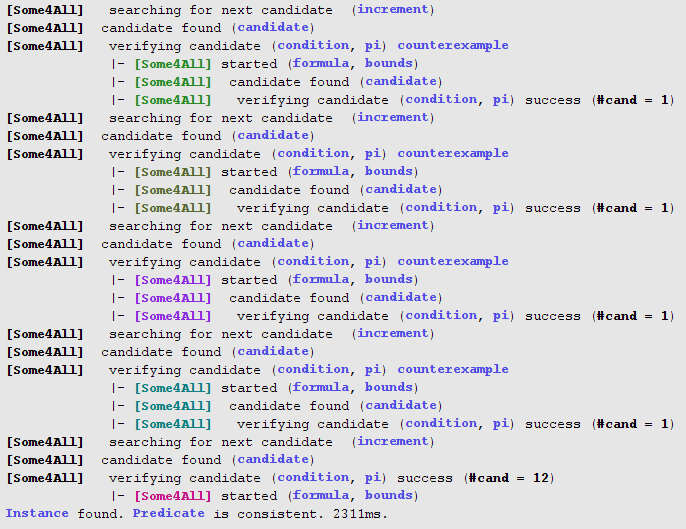 [Some4All] searching for next candidate (increment)
[Some4All] candidate found (candidate)
[Some4All] verifying candidate (condition, pi) counterexample
|- [Some4All] started (formula, bounds)
|- [Some4All] candidate found (candidate)
|- [Some4All] verifying candidate (condition, pi) success (#cand = 1)
[Some4All] searching for next candidate (increment)
[Some4All] candidate found (candidate)
[Some4All] verifying candidate (condition, pi) counterexample
|- [Some4All] started (formula, bounds)
|- [Some4All] candidate found (candidate)
|- [Some4All] verifying candidate (condition, pi) success (#cand = 1)
[Some4All] searching for next candidate (increment)
[Some4All] candidate found (candidate)
[Some4All] verifying candidate (condition, pi) counterexample
|- [Some4All] started (formula, bounds)
|- [Some4All] candidate found (candidate)
|- [Some4All] verifying candidate (condition, pi) success (#cand = 1)
[Some4All] searching for next candidate (increment)
[Some4All] candidate found (candidate)
[Some4All] verifying candidate (condition, pi) counterexample
|- [Some4All] started (formula, bounds)
|- [Some4All] candidate found (candidate)
|- [Some4All] verifying candidate (condition, pi) success (#cand = 1)
[Some4All] searching for next candidate (increment)
[Some4All] candidate found (candidate)
[Some4All] verifying candidate (condition, pi) success (#cand = 12)
|- [Some4All] started (formula, bounds)
Instance found. Predicate is consistent. 2311ms.